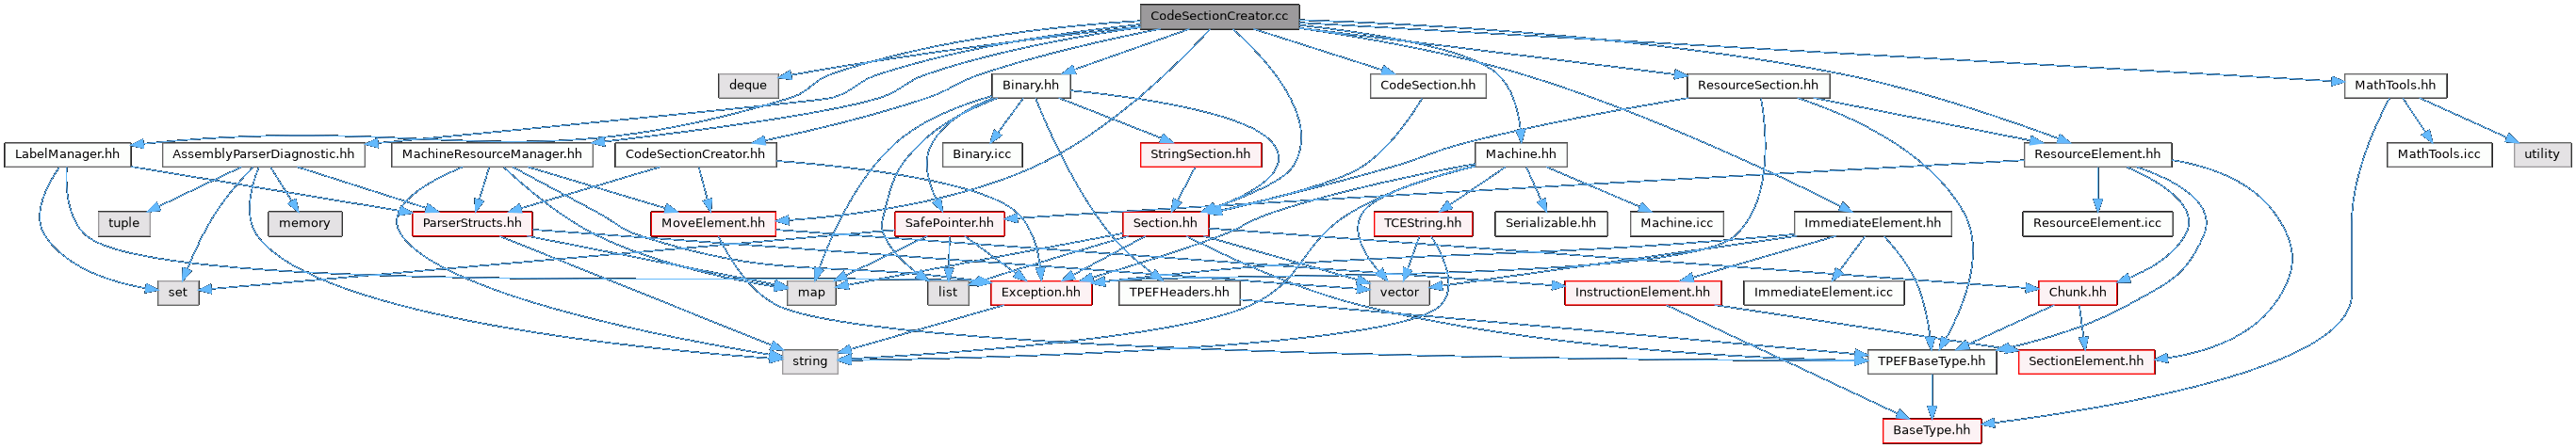 CodeSectionCreator.cc
deque
Binary.hh
CodeSection.hh
ResourceSection.hh
MathTools.hh
LabelManager.hh
AssemblyParserDiagnostic.hh
MachineResourceManager.hh
CodeSectionCreator.hh
Binary.icc
StringSection.hh
Machine.hh
ResourceElement.hh
MathTools.icc
utility
tuple
memory
ParserStructs.hh
MoveElement.hh
SafePointer.hh
Section.hh
TCEString.hh
Serializable.hh
Machine.icc
ImmediateElement.hh
ResourceElement.icc
set
map
list
Exception.hh
TPEFHeaders.hh
vector
InstructionElement.hh
ImmediateElement.icc
Chunk.hh
string
TPEFBaseType.hh
SectionElement.hh
BaseType.hh